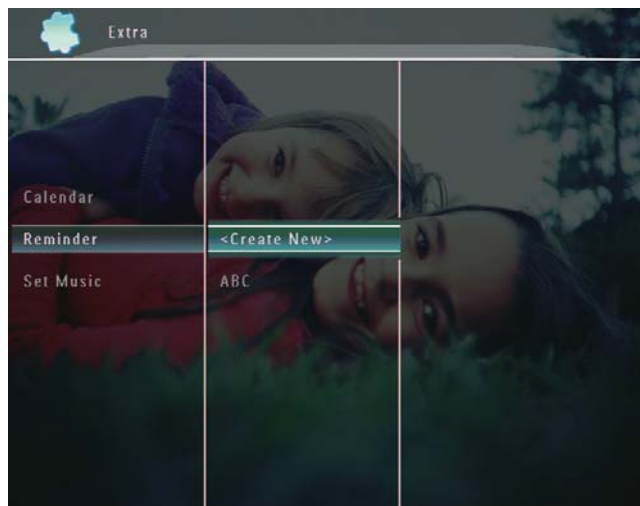 Extra
Calendar
Reminder
<Create New>
Set Music
ABC